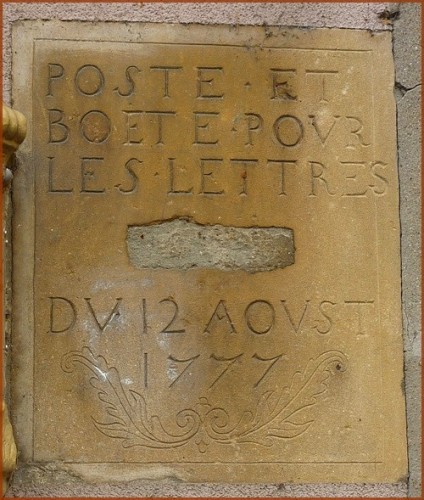 POSTE · ET
BOETE · POVR
LES · LETTRES
DV 12 AOVST
1777